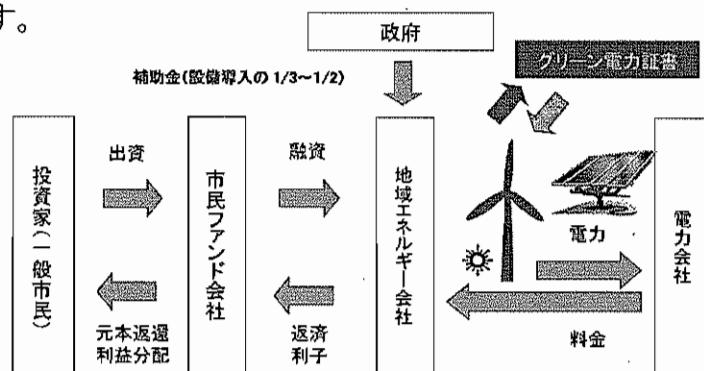 す。
政府
グリーン電力証書
補助金(設備導入の1/3~1/2)
投資家(一般市民)
出資
元本返還
利益分配
市民ファンド会社
融資
返済
利子
地域エネルギー会社
電力
料金
電力会社